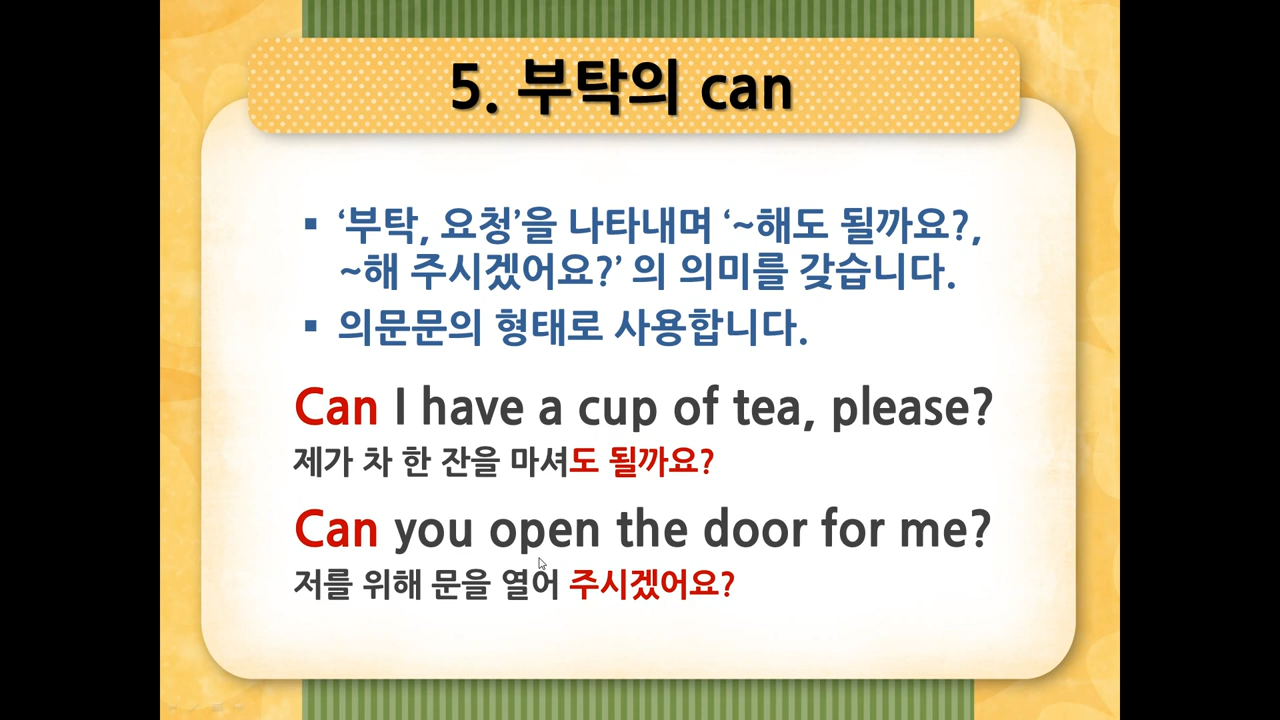 5. 부탁의 can
▪ ‘부탁, 요청’을 나타내며 ‘~해도 될까요?,
~해 주시겠어요?’ 의 의미를 갖습니다.
▪ 의문문의 형태로 사용합니다.
Can I have a cup of tea, please?
제가 차 한 잔을 마셔도 될까요?
Can you open the door for me?
저를 위해 문을 열어 주시겠어요?